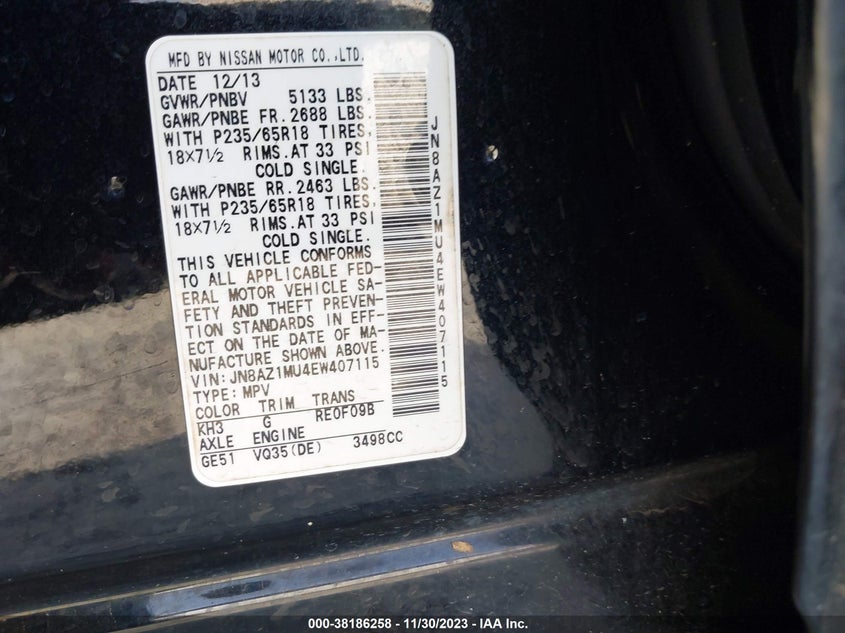 MFD BY NISSAN MOTOR CO.,LTD.
DATE 12/13
GVWR/PNBV 5133 LBS.
GAWR/PNBE FR. 2688 LBS.
WITH P235/65R18 TIRES,
18X7½ RIMS.AT 33 PSI
COLD SINGLE.
GAWR/PNBE RR. 2463 LBS.
WITH P235/65R18 TIRES,
18X7½ RIMS.AT 33 PSI
COLD SINGLE.
THIS VEHICLE CONFORMS
TO ALL APPLICABLE FED-
ERAL MOTOR VEHICLE SA-
FETY AND THEFT PREVEN-
TION STANDARDS IN EFF-
ECT ON THE DATE OF MA-
NUFACTURE SHOWN ABOVE.
VIN: JN8AZ1MU4EW407115
TYPE: MPV
COLOR TRIM TRANS
KH3 G RE0F09B
AXLE ENGINE
GE51 VQ35(DE) 3498CC
JN8AZ1MU4EW407115
000-38186258 - 11/30/2023 - IAA Inc.